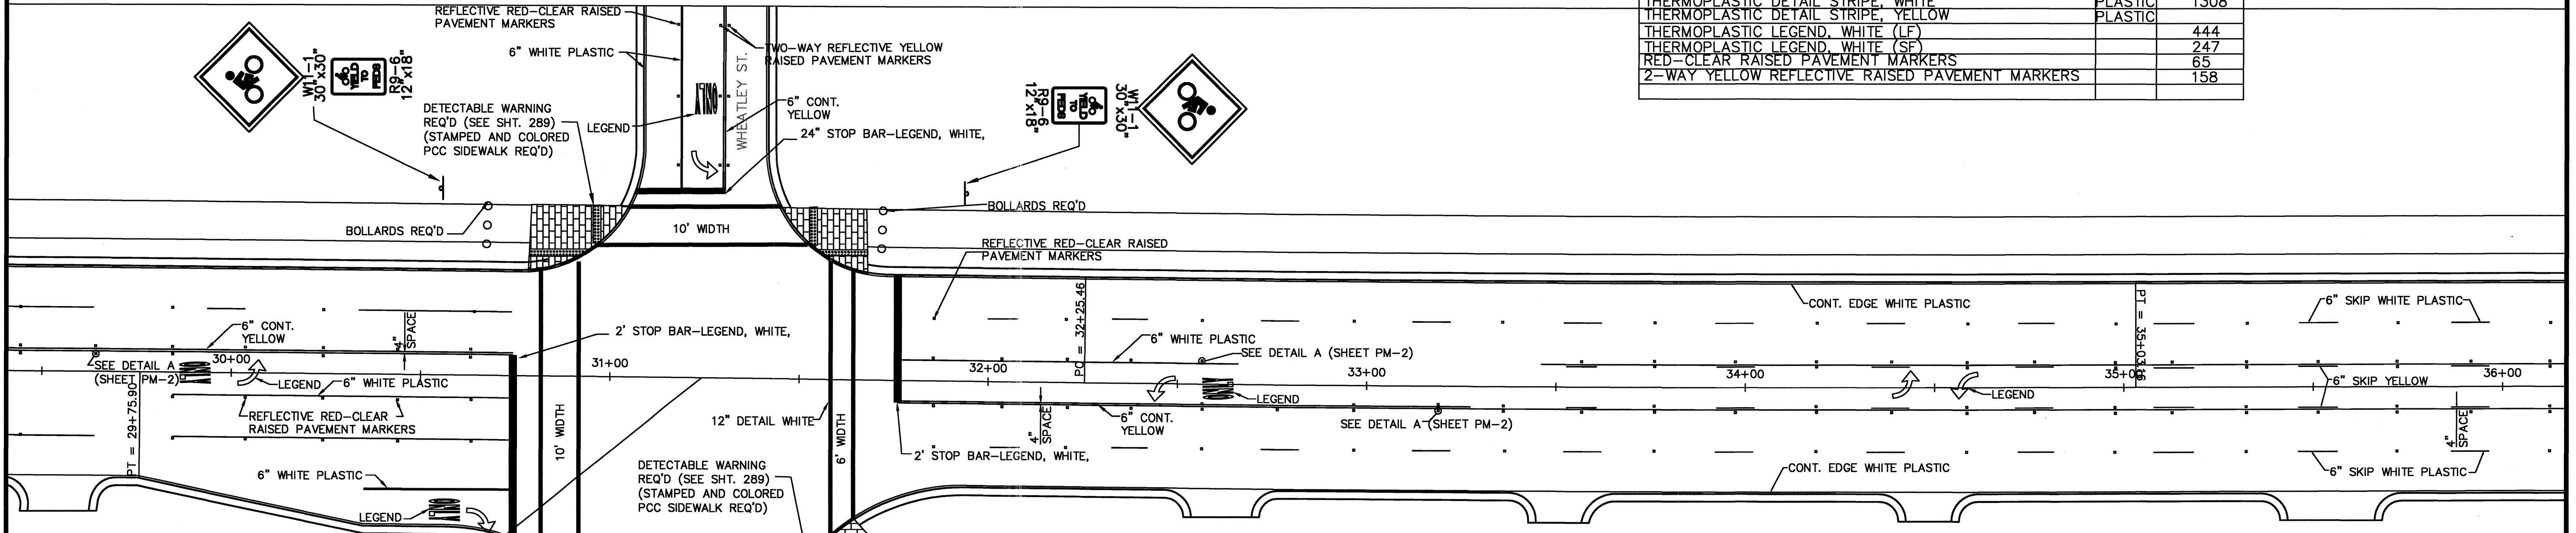 THERMOPLASTIC DETAIL STRIPE, WHITE PLASTIC 1308
THERMOPLASTIC DETAIL STRIPE, YELLOW PLASTIC
THERMOPLASTIC LEGEND, WHITE (LF) 444
THERMOPLASTIC LEGEND, WHITE (SF) 247
RED-CLEAR RAISED PAVEMENT MARKERS 65
2-WAY YELLOW REFLECTIVE RAISED PAVEMENT MARKERS 158
REFLECTIVE RED-CLEAR RAISED
PAVEMENT MARKERS
6" WHITE PLASTIC
TWO-WAY REFLECTIVE YELLOW
RAISED PAVEMENT MARKERS
WHEATLEY ST.
ONLY
W11-1
30"x30"
YIELD
TO
PEDS
R9-6
12"x18"
DETECTABLE WARNING
REQ'D (SEE SHT. 289)
(STAMPED AND COLORED
PCC SIDEWALK REQ'D)
LEGEND
6" CONT.
YELLOW
24" STOP BAR-LEGEND, WHITE,
W11-1
30"x30"
YIELD
TO
PEDS
R9-6
12"x18"
BOLLARDS REQ'D
10' WIDTH
BOLLARDS REQ'D
REFLECTIVE RED-CLEAR RAISED
PAVEMENT MARKERS
6" CONT.
YELLOW
4"
SPACE
2' STOP BAR-LEGEND, WHITE,
PC = 32+25.46
6" WHITE PLASTIC
CONT. EDGE WHITE PLASTIC
PT = 35+03.16
6" SKIP WHITE PLASTIC
SEE DETAIL A
(SHEET PM-2)
ONLY
30+00
LEGEND
6" WHITE PLASTIC
31+00
32+00
SEE DETAIL A (SHEET PM-2)
33+00
34+00
35+00
36+00
PT = 29+75.90
REFLECTIVE RED-CLEAR
RAISED PAVEMENT MARKERS
10' WIDTH
12" DETAIL WHITE
6' WIDTH
4"
SPACE
6" CONT.
YELLOW
ONLY
LEGEND
SEE DETAIL A (SHEET PM-2)
LEGEND
6" SKIP YELLOW
4"
SPACE
6" WHITE PLASTIC
LEGEND
ONLY
DETECTABLE WARNING
REQ'D (SEE SHT. 289)
(STAMPED AND COLORED
PCC SIDEWALK REQ'D)
2' STOP BAR-LEGEND, WHITE,
CONT. EDGE WHITE PLASTIC
6" SKIP WHITE PLASTIC